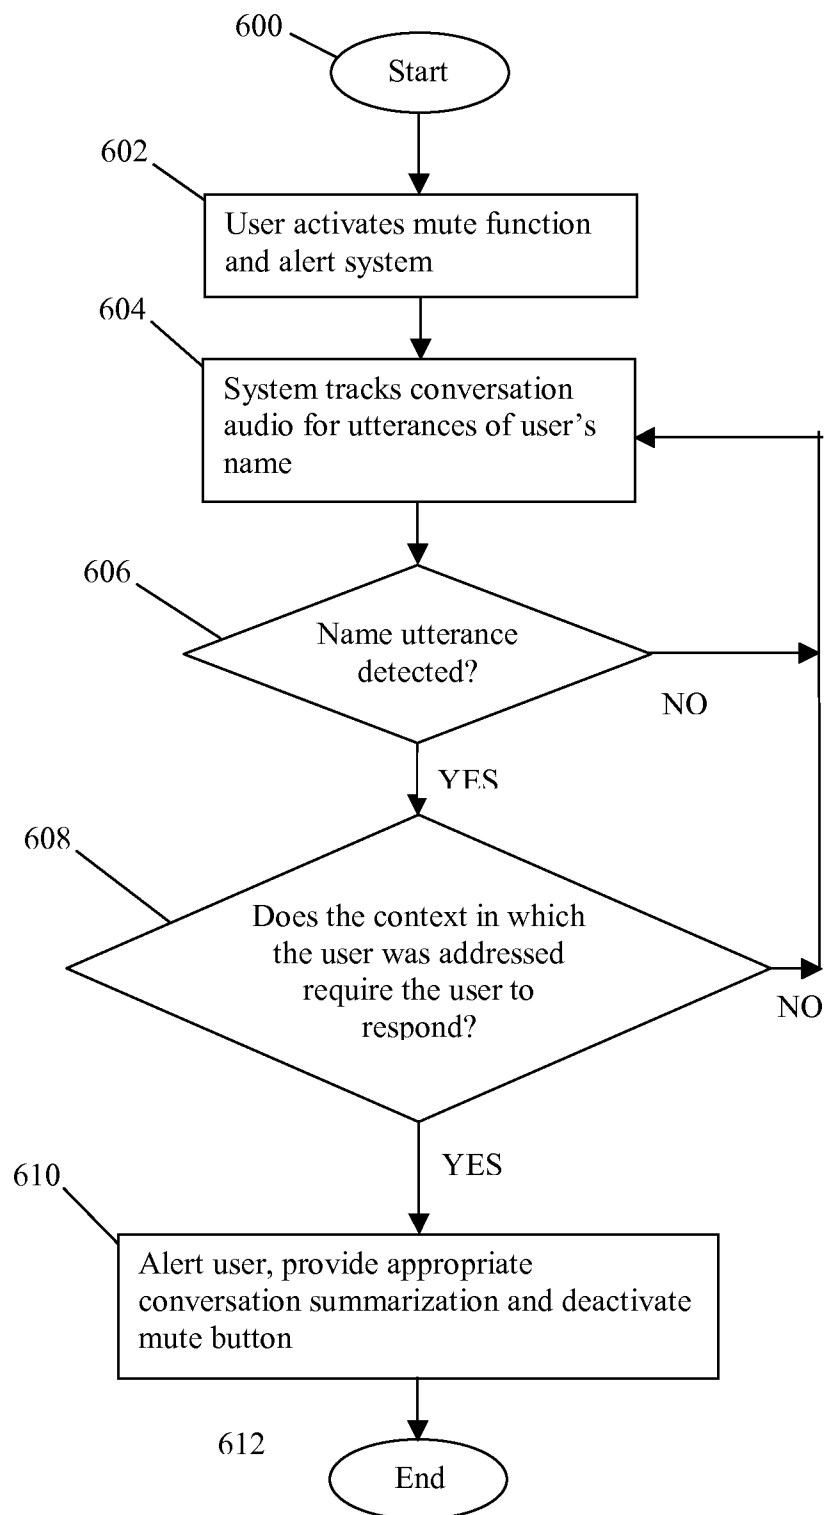 600
Start
602
User activates mute function
and alert system
604
System tracks conversation
audio for utterances of user’s
name
606
Name utterance
detected?
NO
YES
608
Does the context in which
the user was addressed
require the user to
respond?
NO
YES
610
Alert user, provide appropriate
conversation summarization and deactivate
mute button
612
End